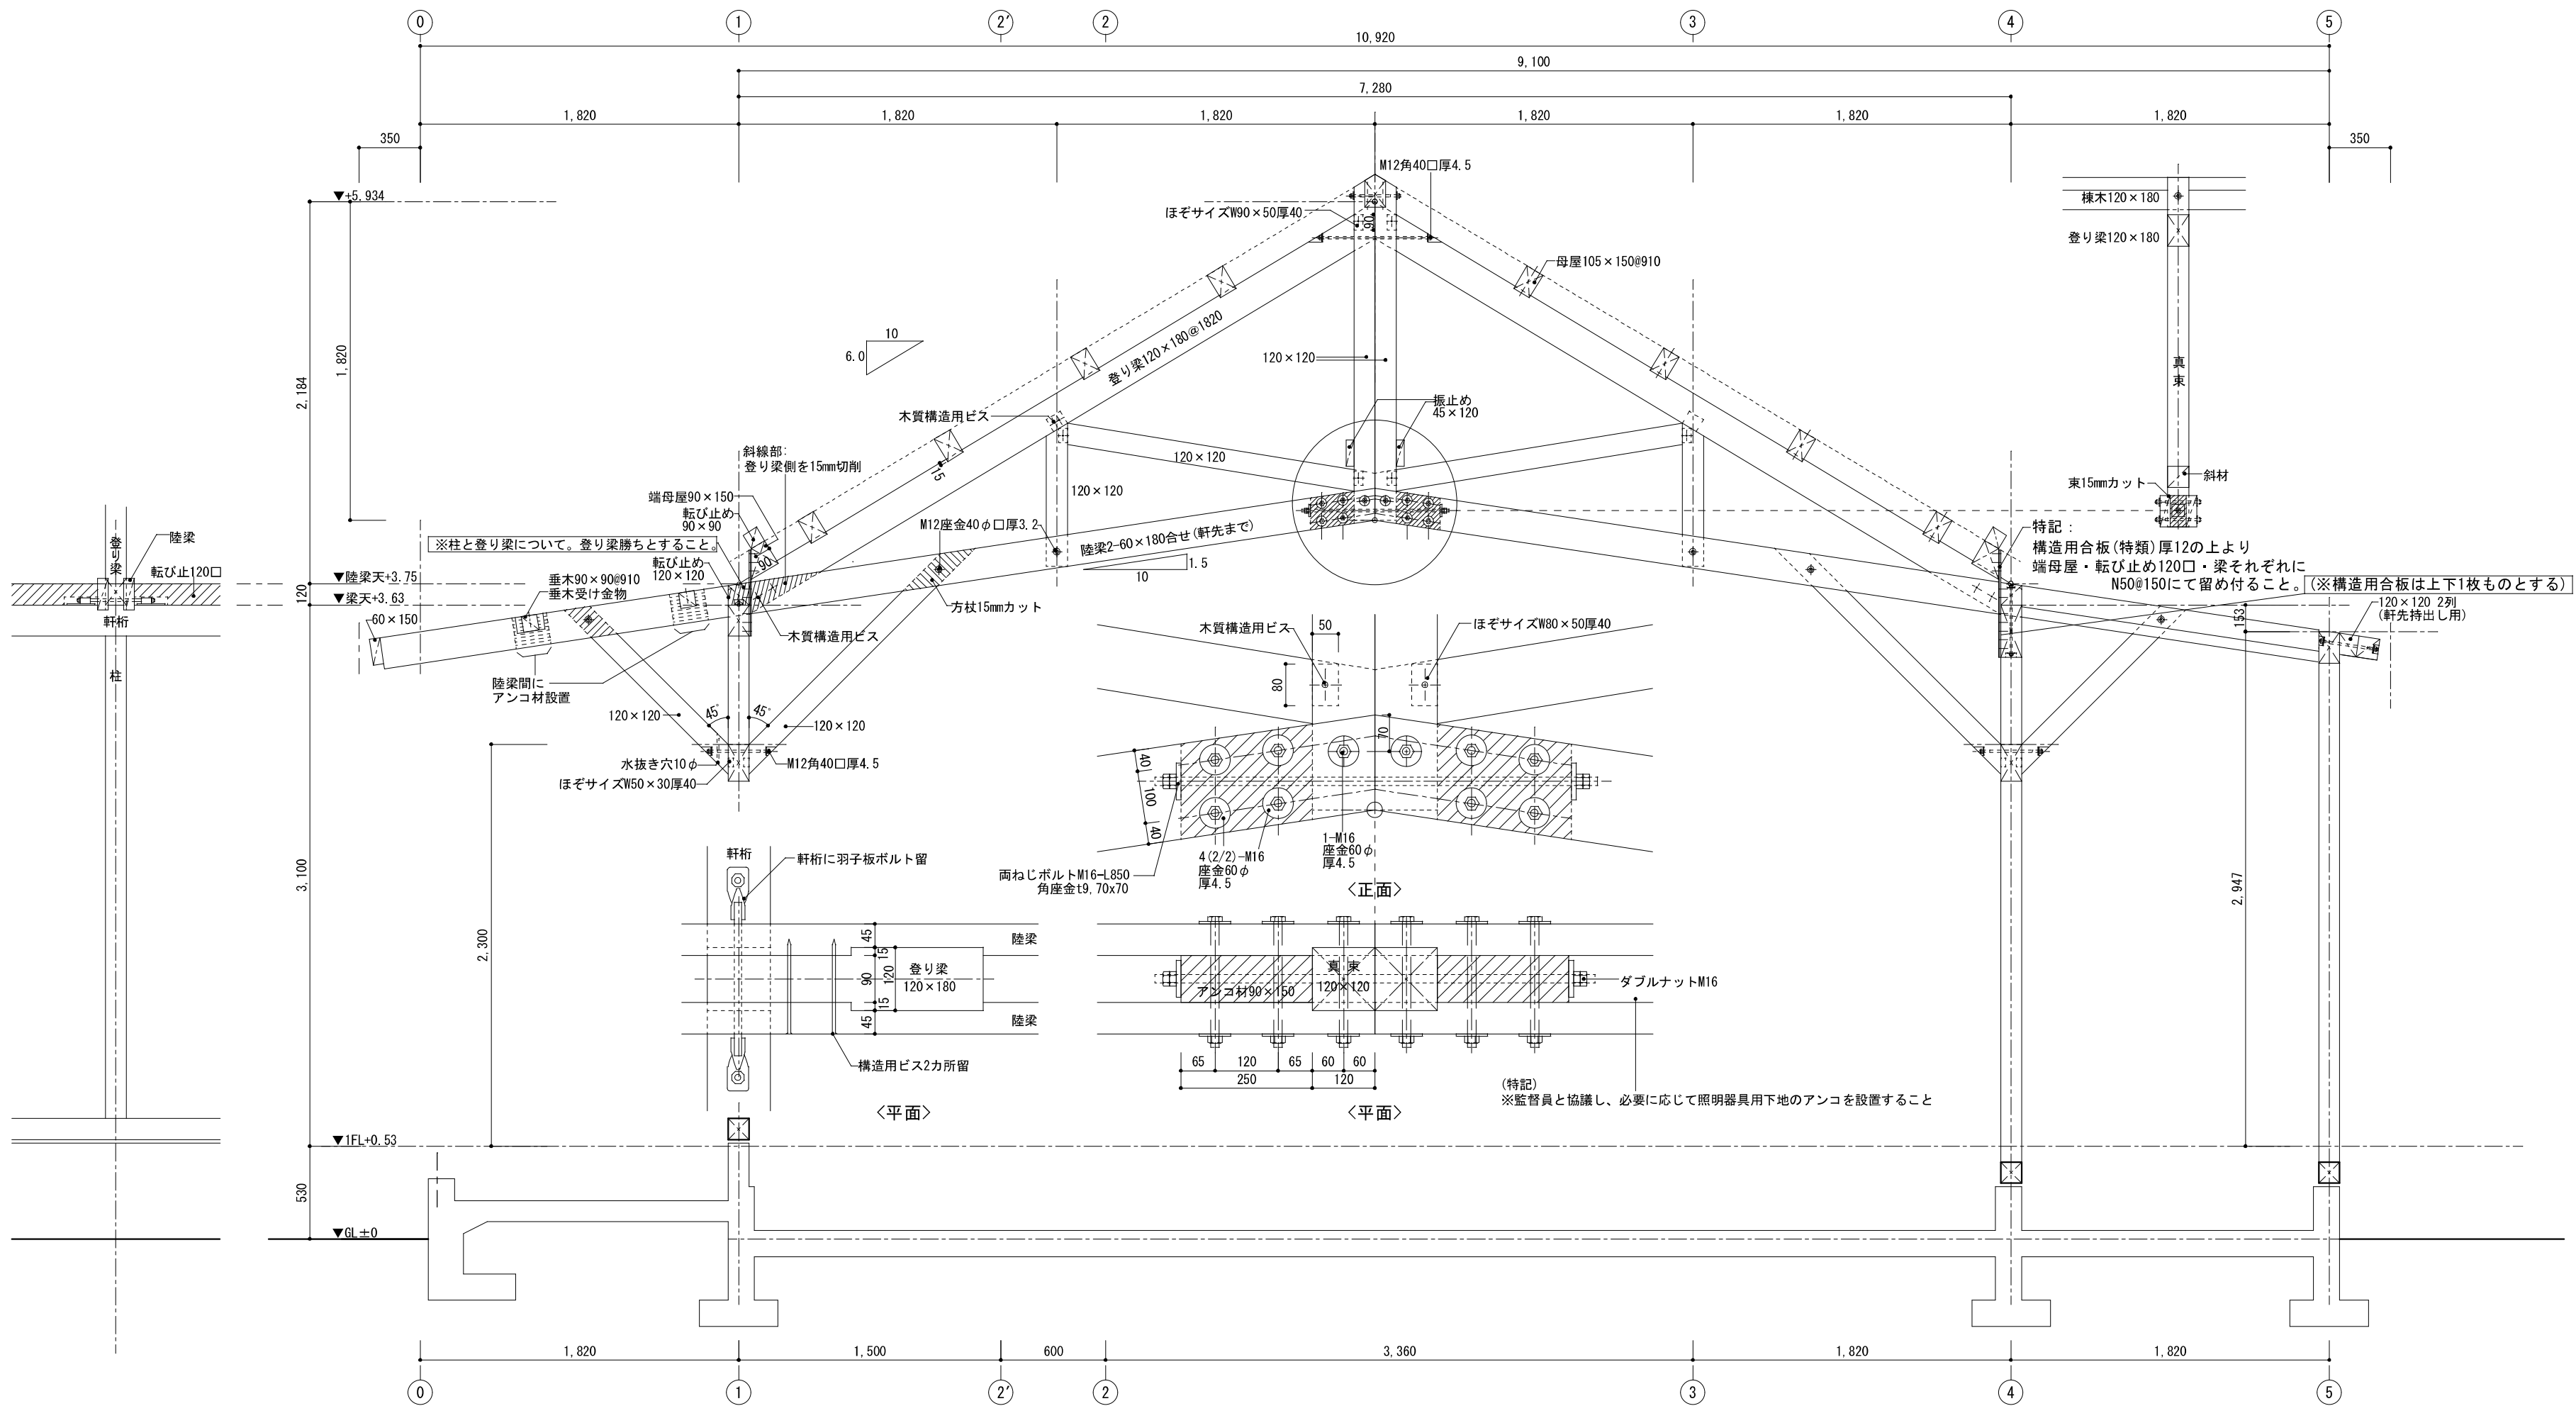 0
1
2′
2
3
4
5
10,920
9,100
7,280
1,820
1,820
1,820
1,820
1,820
1,820
350
350
▼+5.934
M12角40口厚4.5
ほぞサイズW90×50厚40
90
棟木120×180
登り梁120×180
母屋105×150@910
10
6.0
登り梁120×180@1820
1,820
2,184
120×120
真束
木質構造用ビス
振止め
45×120
斜線部:
登り梁側を15mm切削
15
120×120
120×120
斜材
束15mmカット
端母屋90×150
転び止め
90×90
M12座金40φ口厚3.2
陸梁2-60×180合せ(軒先まで)
1.5
10
特記：
構造用合板(特類)厚12の上より
端母屋・転び止め120口・梁それぞれに
N50@150にて留め付ること。
(※構造用合板は上下1枚ものとする)
※柱と登り梁について。登り梁勝ちとすること。
90
登り梁
陸梁
転び止120口
軒桁
柱
▼陸梁天+3.75
▼梁天+3.63
120
垂木90×90@910
垂木受け金物
転び止め
120×120
60×150
方杖15mmカット
木質構造用ビス
陸梁間に
アンコ材設置
120×120
45°
45°
120×120
水抜き穴10φ
M12角40口厚4.5
ほぞサイズW50×30厚40
153
120×120 2列
(軒先持出し用)
木質構造用ビス
50
ほぞサイズW80×50厚40
80
70
40
100
40
1-M16
座金60φ
厚4.5
4(2/2)-M16
座金60φ
厚4.5
両ねじボルトM16-L850
角座金t9,70x70
〈正面〉
軒桁
軒桁に羽子板ボルト留
3,100
2,300
2,947
45
15
90
120
15
45
陸梁
登り梁
120×180
陸梁
構造用ビス2カ所留
〈平面〉
真束
120×120
アンコ材90×150
ダブルナットM16
65
120
65
60
60
250
120
〈平面〉
(特記)
※監督員と協議し、必要に応じて照明器具用下地のアンコを設置すること
▼1FL+0.53
530
▼GL±0
1,820
1,500
600
3,360
1,820
1,820
0
1
2′
2
3
4
5